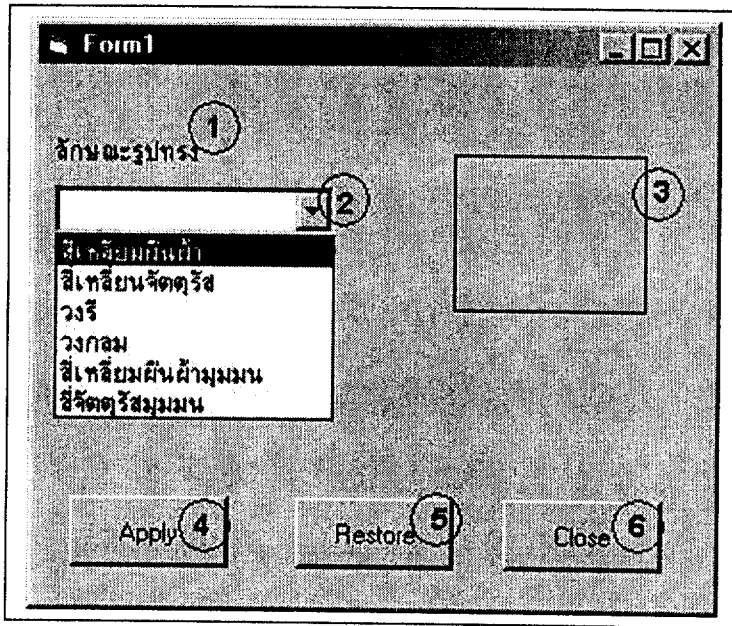 Form1
1
ลักษณะรูปทรง
2
3
สี่เหลี่ยมผืนผ้า
สี่เหลี่ยนจัตตุรัส
วงรี
วงกลม
สี่เหลี่ยมผืนผ้ามุมมน
สี่จัตตุรัสมุมมน
Apply 4
Restore 5
Close 6